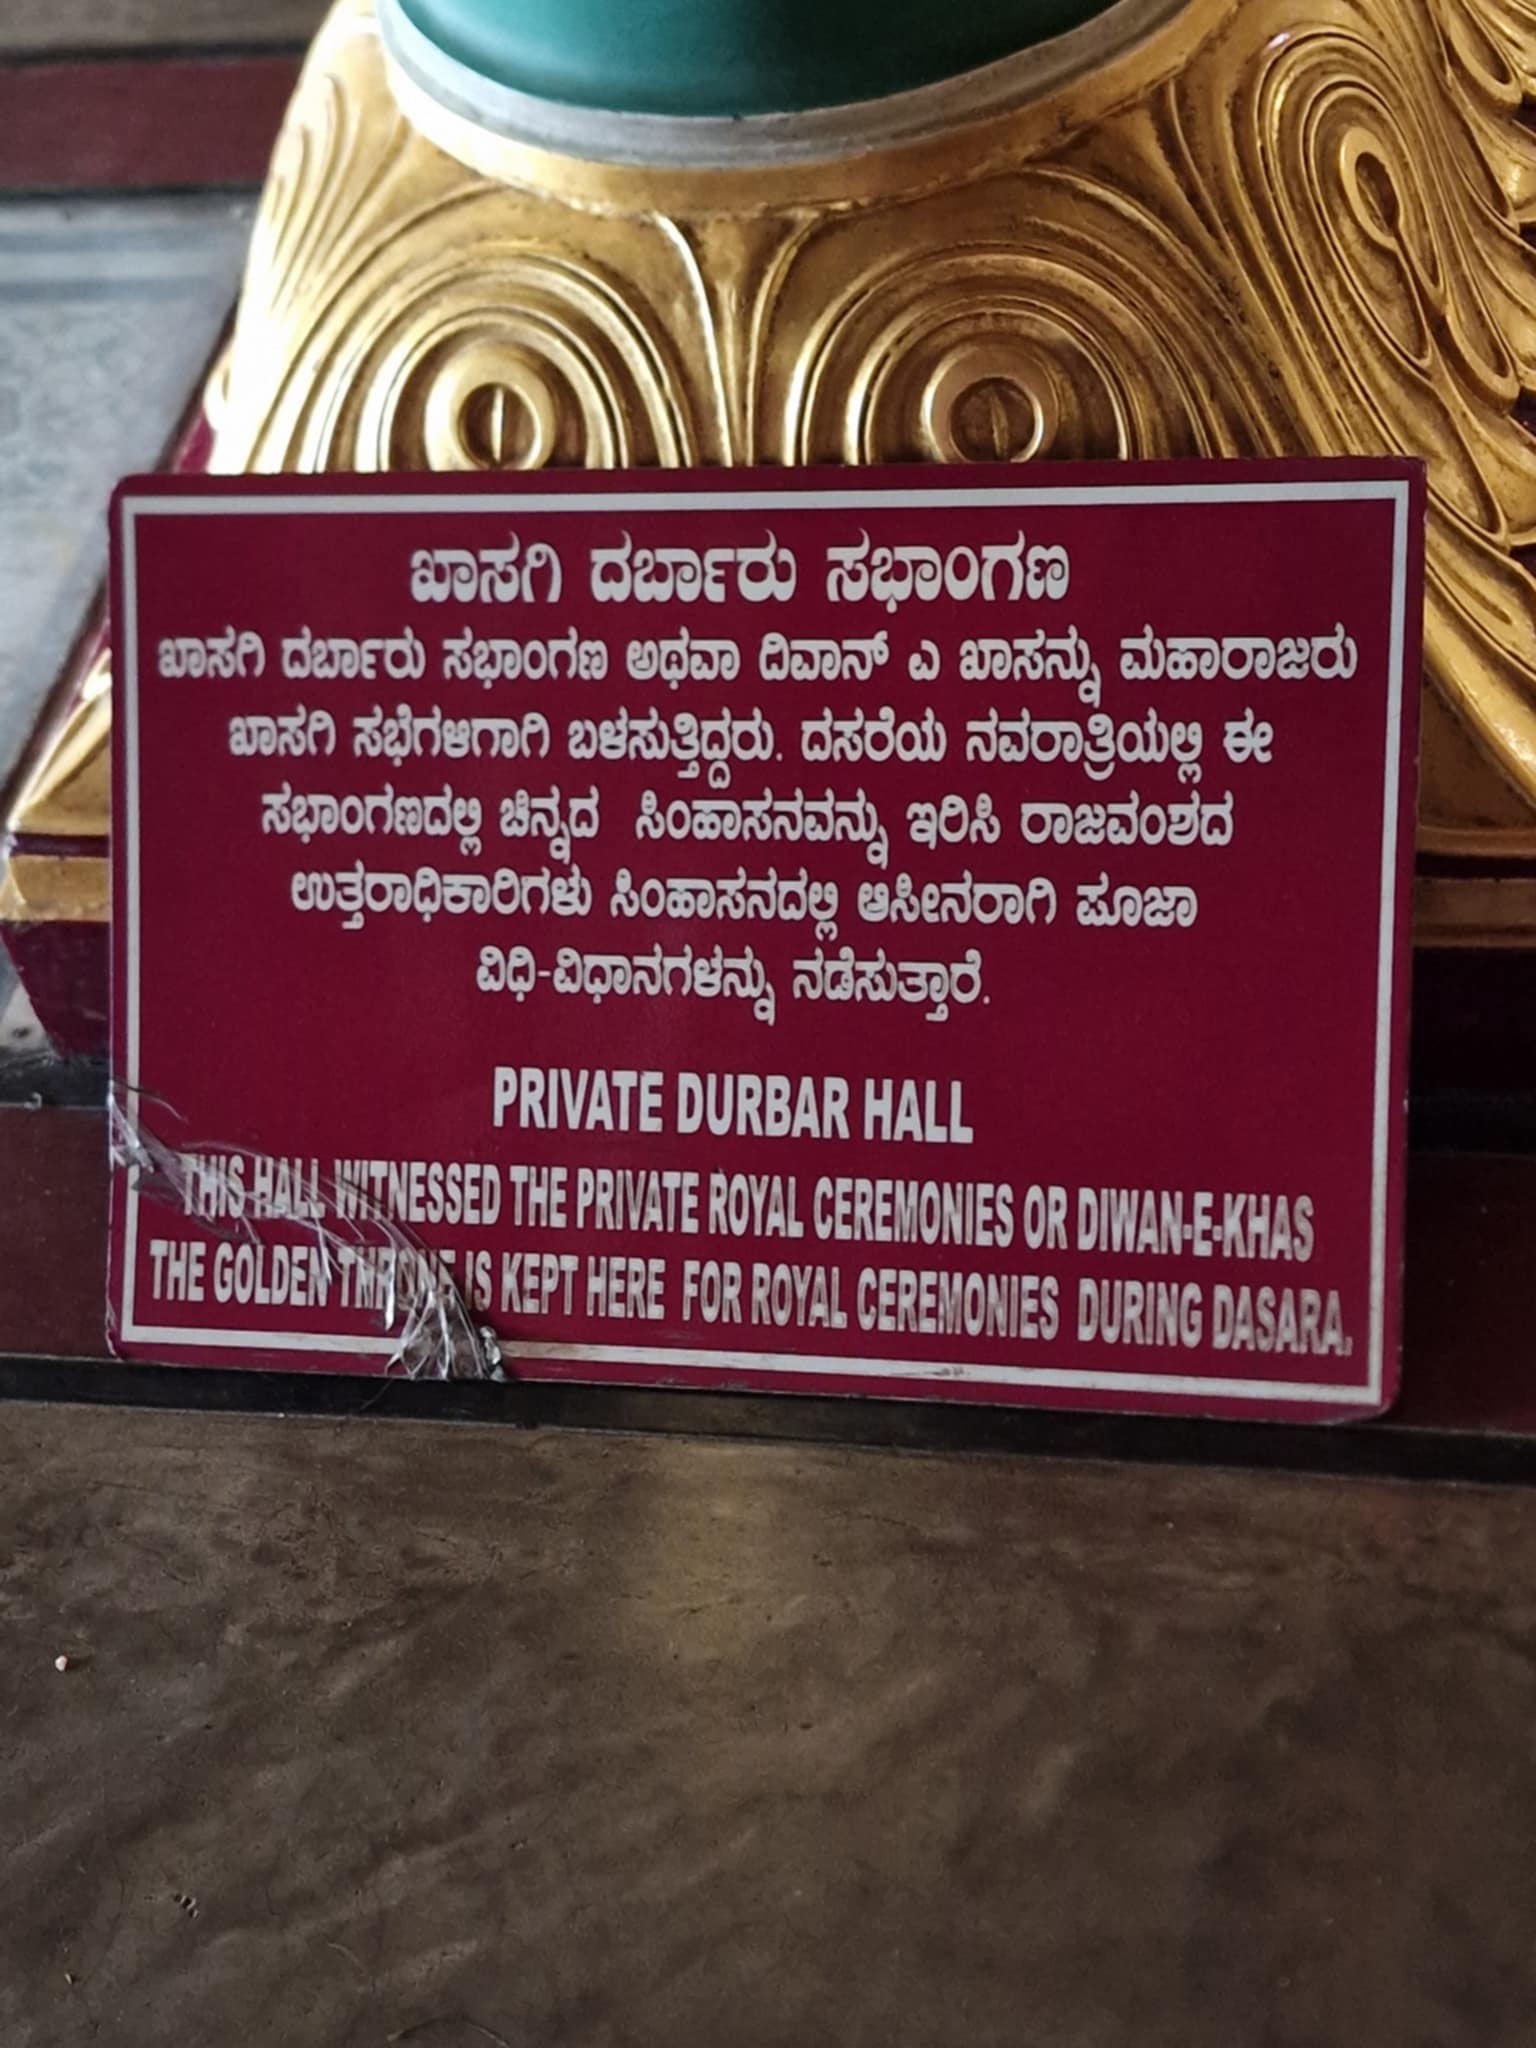 ಖಾಸಗಿ ದರ್ಬಾರು ಸಭಾಂಗಣ
ಖಾಸಗಿ ದರ್ಬಾರು ಸಭಾಂಗಣ ಅಥವಾ ದಿವಾನ್ ಎ ಖಾಸನ್ನು ಮಹಾರಾಜರು
ಖಾಸಗಿ ಸಭೆಗಳಿಗಾಗಿ ಬಳಸುತ್ತಿದ್ದರು. ದಸರೆಯ ನವರಾತ್ರಿಯಲ್ಲಿ ಈ
ಸಭಾಂಗಣದಲ್ಲಿ ಚಿನ್ನದ ಸಿಂಹಾಸನವನ್ನು ಇರಿಸಿ ರಾಜವಂಶದ
ಉತ್ತರಾಧಿಕಾರಿಗಳು ಸಿಂಹಾಸನದಲ್ಲಿ ಆಸೀನರಾಗಿ ಪೂಜಾ
ವಿಧಿ-ವಿಧಾನಗಳನ್ನು ನಡೆಸುತ್ತಾರೆ.
PRIVATE DURBAR HALL
THIS HALL WITNESSED THE PRIVATE ROYAL CEREMONIES OR DIWAN-E-KHAS
THE GOLDEN THRONE IS KEPT HERE FOR ROYAL CEREMONIES DURING DASARA.